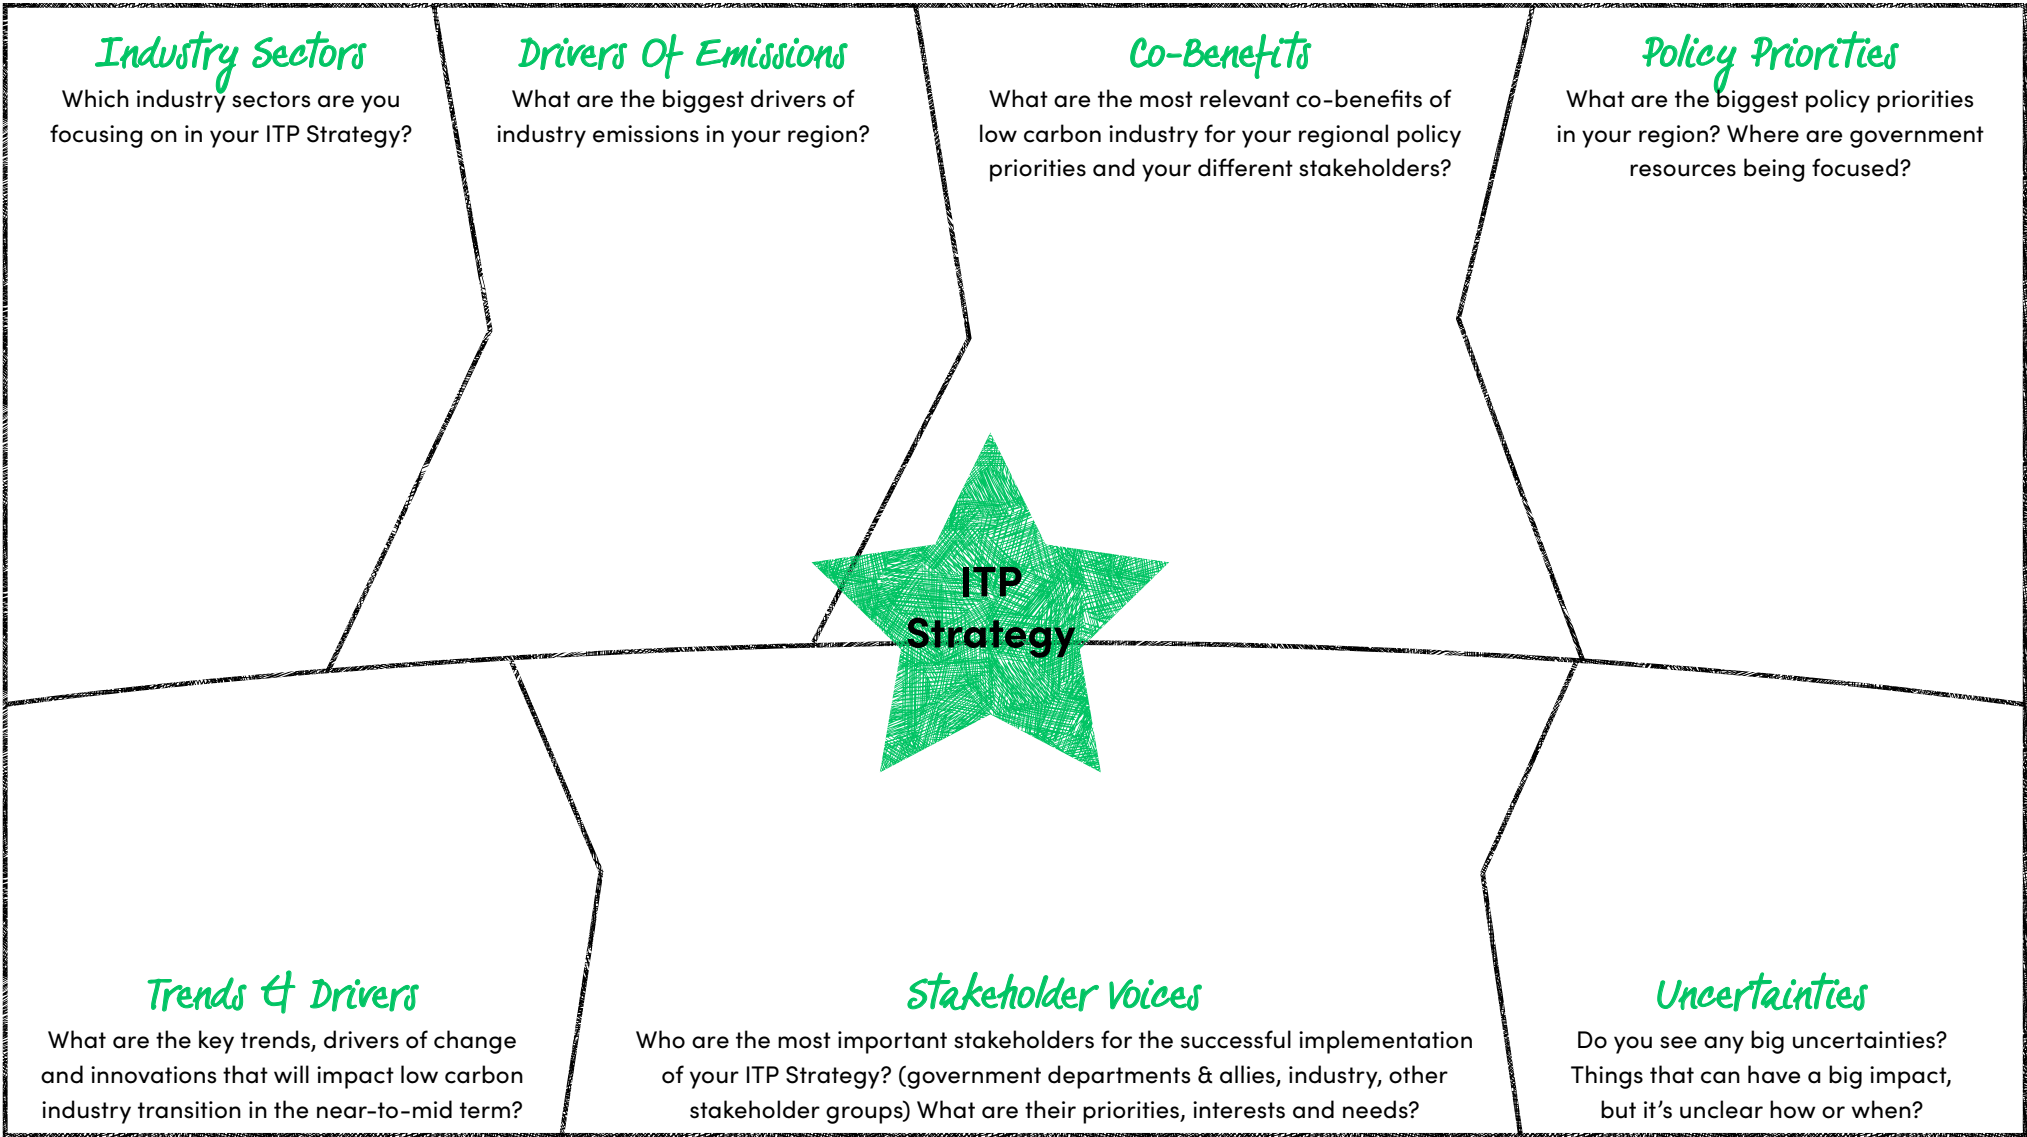 Industry Sectors
Which industry sectors are you
focusing on in your ITP Strategy?
Drivers Of Emissions
What are the biggest drivers of
industry emissions in your region?
Co-Benefits
What are the most relevant co-benefits of
low carbon industry for your regional policy
priorities and your different stakeholders?
Policy Priorities
What are the biggest policy priorities
in your region? Where are government
resources being focused?
ITP
Strategy
Trends & Drivers
What are the key trends, drivers of change
and innovations that will impact low carbon
industry transition in the near-to-mid term?
Stakeholder Voices
Who are the most important stakeholders for the successful implementation
of your ITP Strategy? (government departments & allies, industry, other
stakeholder groups) What are their priorities, interests and needs?
Uncertainties
Do you see any big uncertainties?
Things that can have a big impact,
but it's unclear how or when?